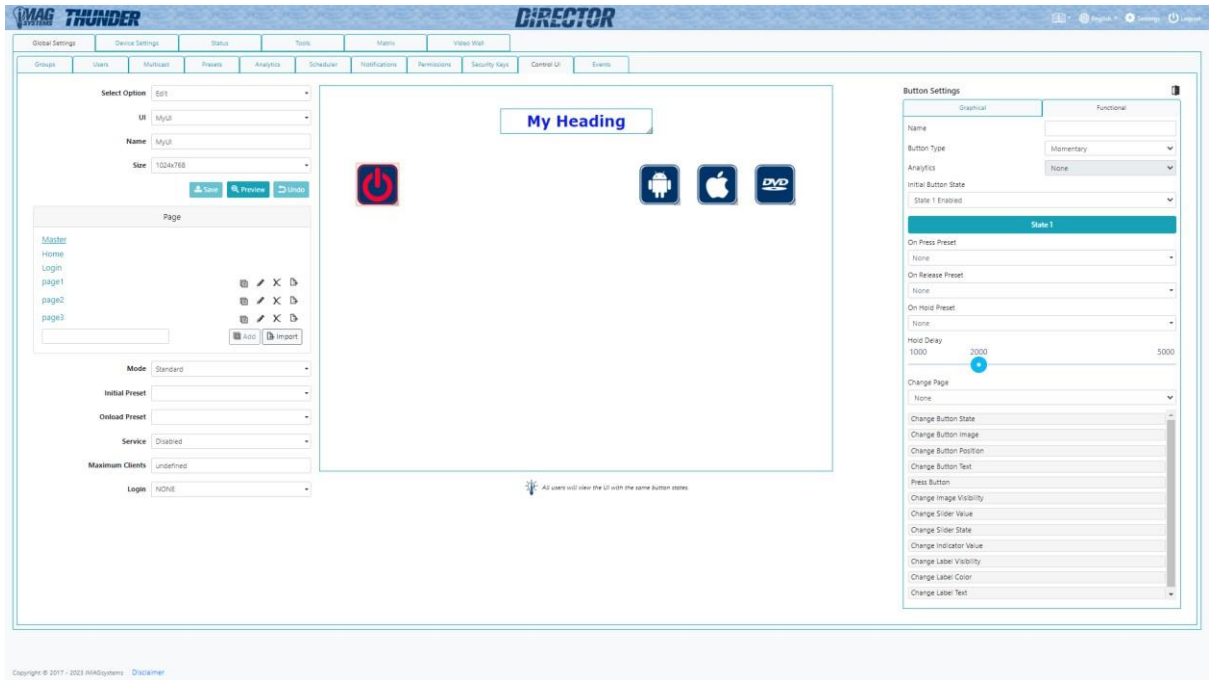 iMAG SYSTEMS THUNDER
DiRECTOR
English Settings Logout
Global Settings Device Settings Status Tools Matrix Video Wall
Groups Users Multicast Presets Analytics Scheduler Notifications Permissions Security Keys Control UI Events
Select Option Edit
UI MyUI
Name MyUI
Size 1024x768
Save Preview Undo
Page
Master
Home
Login
page1
page2
page3
Add Import
Mode Standard
Initial Preset
Onload Preset
Service Disabled
Maximum Clients undefined
Login NONE
My Heading
DVD
All users will view the UI with the same button states.
Button Settings
Graphical Functional
Name
Button Type Momentary
Analytics None
Initial Button State
State 1 Enabled
State 1
On Press Preset
None
On Release Preset
None
On Hold Preset
None
Hold Delay
1000 2000 5000
Change Page
None
Change Button State
Change Button Image
Change Button Position
Change Button Text
Press Button
Change Image Visibility
Change Slider Value
Change Slider State
Change Indicator Value
Change Label Visibility
Change Label Color
Change Label Text
Copyright © 2017 - 2023 iMAGsystems Disclaimer